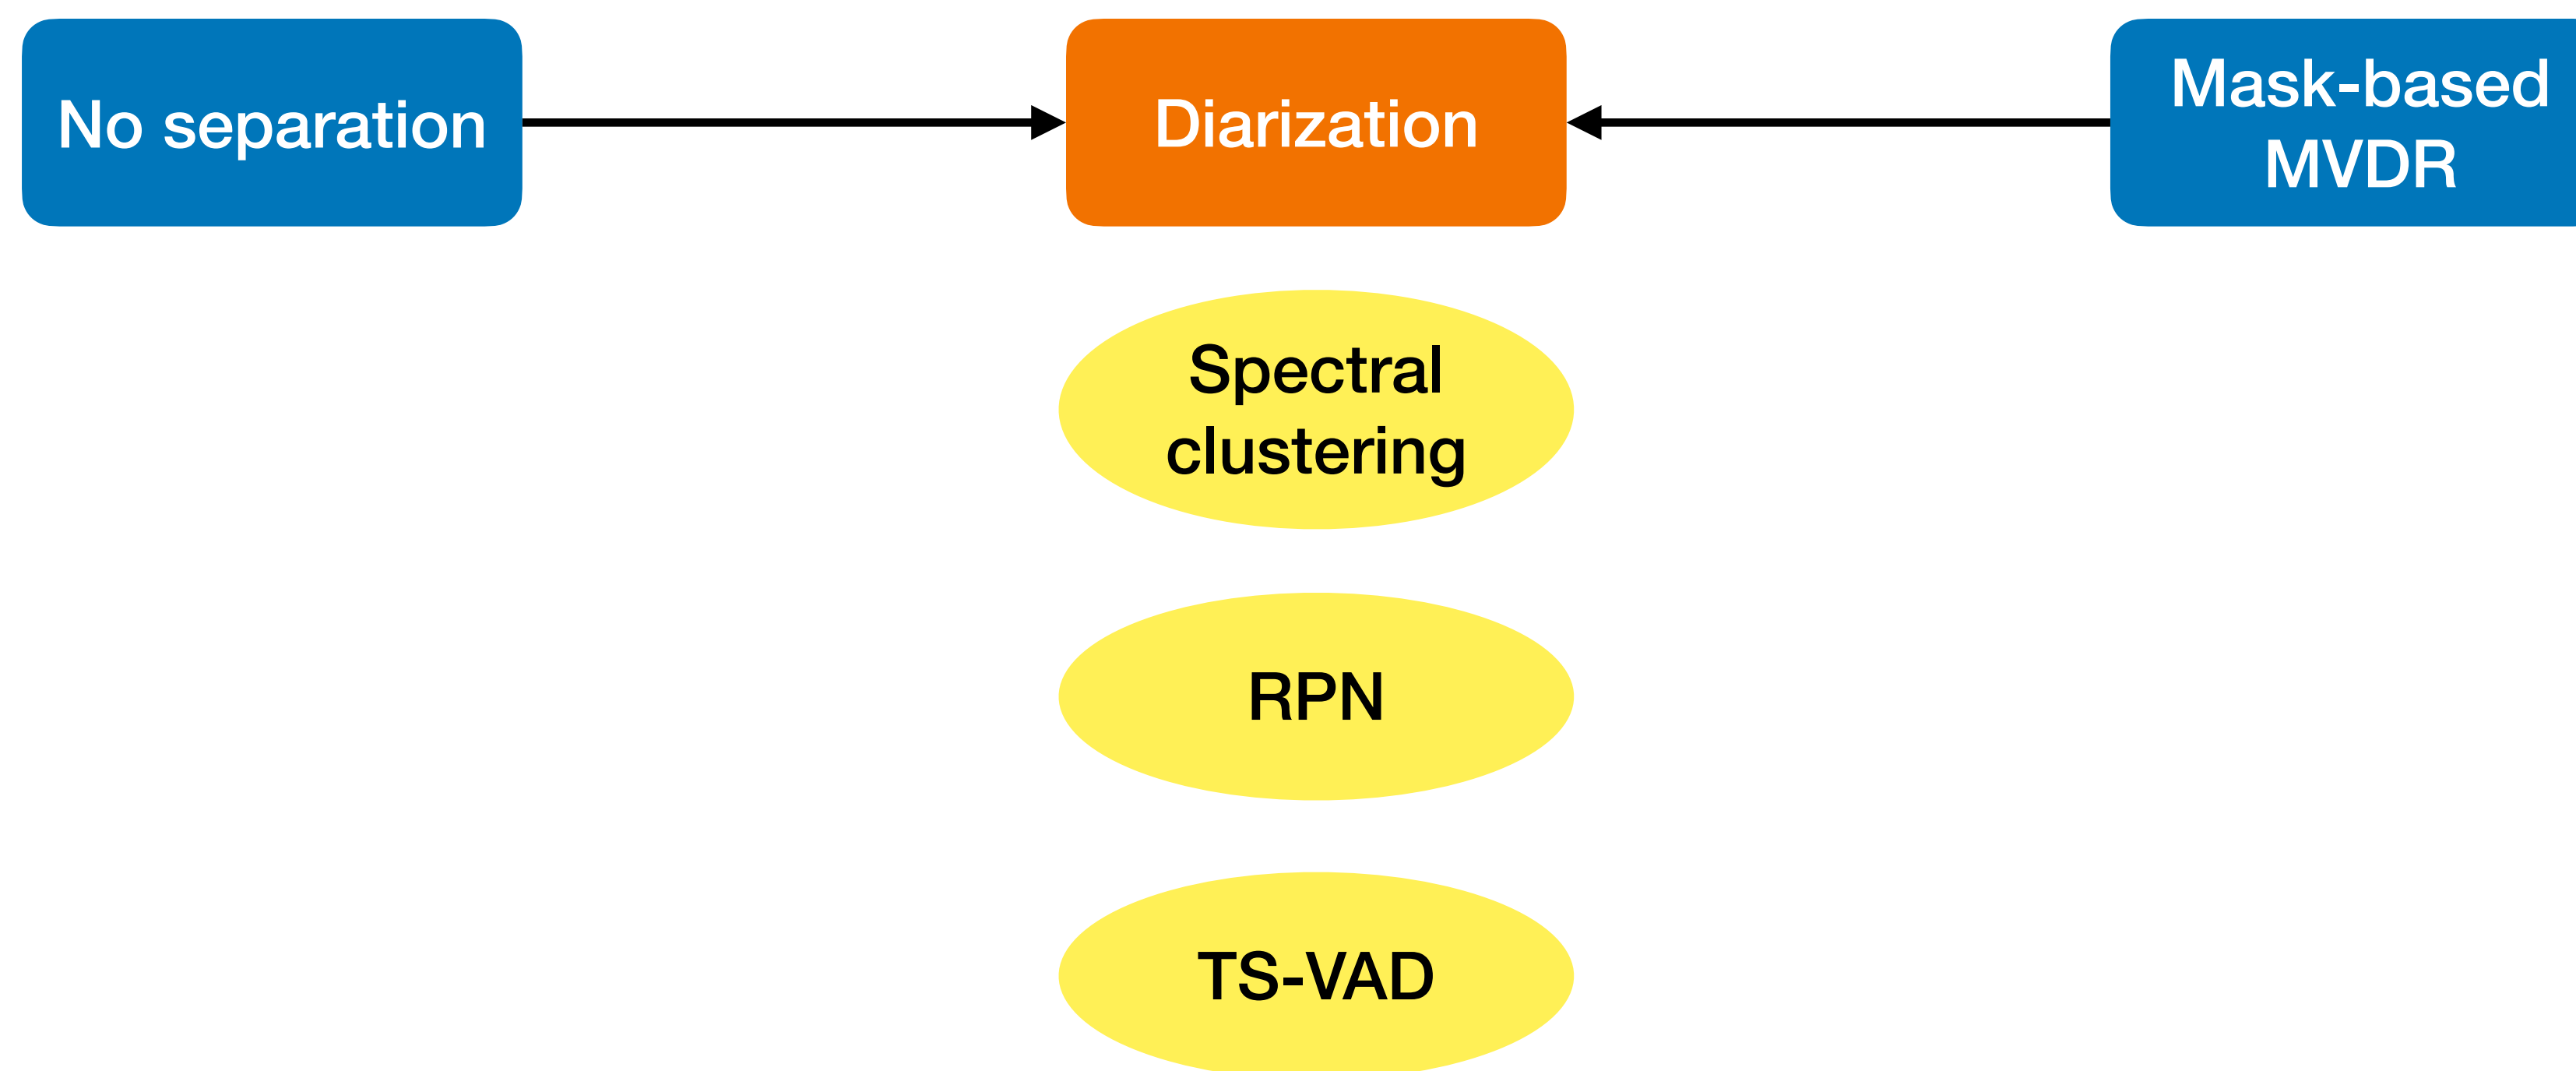 No separation
Diarization
Mask-based
MVDR
Spectral
clustering
RPN
TS-VAD